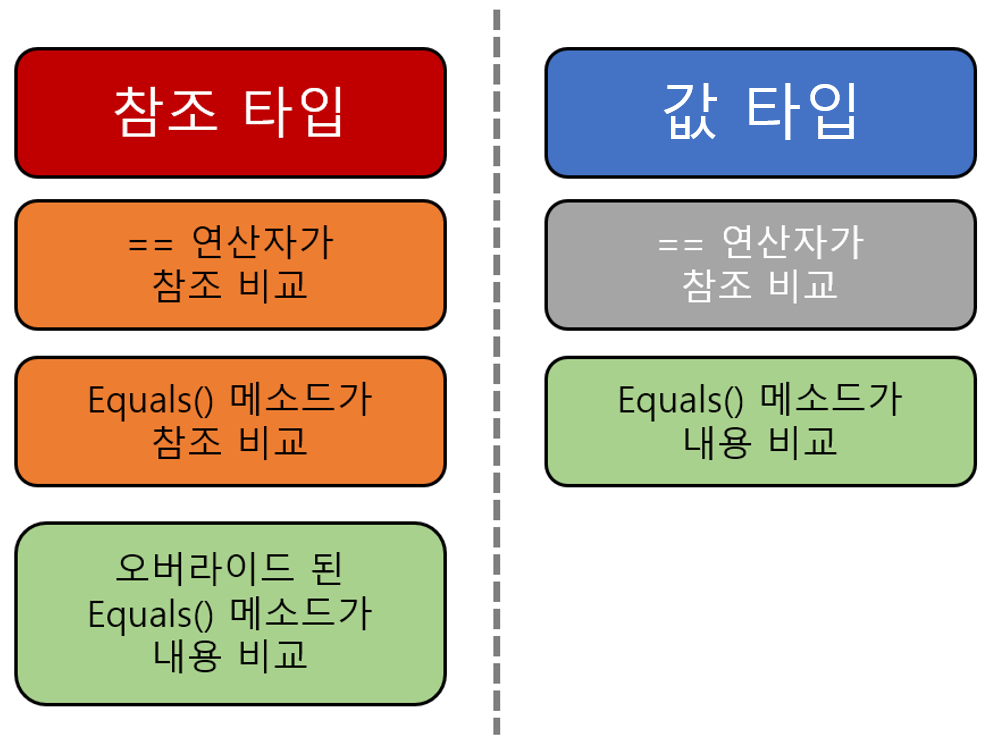 참조 타입
== 연산자가
참조 비교
Equals() 메소드가
참조 비교
오버라이드 된
Equals() 메소드가
내용 비교
값 타입
== 연산자가
참조 비교
Equals() 메소드가
내용 비교